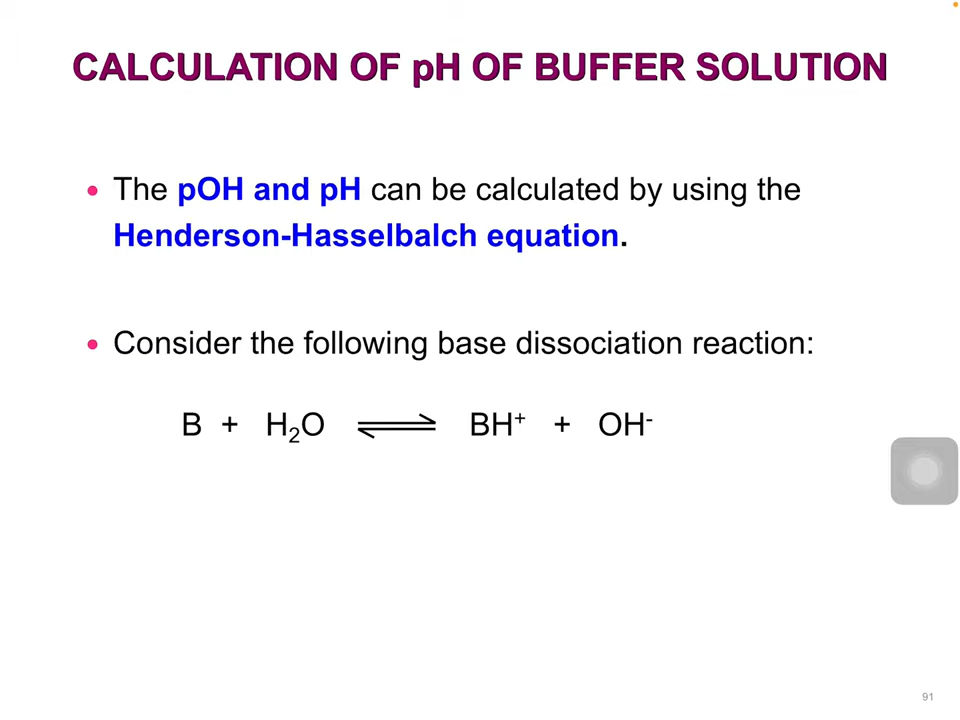 CALCULATION OF pH OF BUFFER SOLUTION
• The pOH and pH can be calculated by using the
Henderson-Hasselbalch equation.
• Consider the following base dissociation reaction:
B + H₂O ⇌ BH⁺ + OH⁻
91